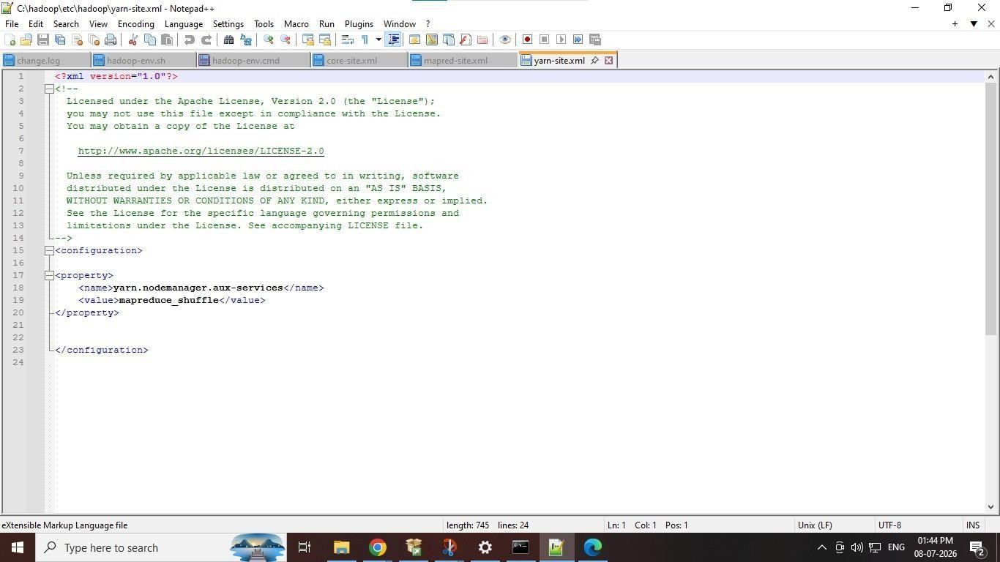 C:\hadoop\etc\hadoop\yarn-site.xml - Notepad++
File Edit Search View Encoding Language Settings Tools Macro Run Plugins Window ?
change.log hadoop-env.sh hadoop-env.cmd core-site.xml mapred-site.xml yarn-site.xml
1 <?xml version="1.0"?>
2 <!--
3 Licensed under the Apache License, Version 2.0 (the "License");
4 you may not use this file except in compliance with the License.
5 You may obtain a copy of the License at
6
7 http://www.apache.org/licenses/LICENSE-2.0
8
9 Unless required by applicable law or agreed to in writing, software
10 distributed under the License is distributed on an "AS IS" BASIS,
11 WITHOUT WARRANTIES OR CONDITIONS OF ANY KIND, either express or implied.
12 See the License for the specific language governing permissions and
13 limitations under the License. See accompanying LICENSE file.
14 -->
15 <configuration>
16
17 <property>
18 <name>yarn.nodemanager.aux-services</name>
19 <value>mapreduce_shuffle</value>
20 </property>
21
22
23 </configuration>
24
eXtensible Markup Language file length: 745 lines: 24 Ln: 1 Col: 1 Pos: 1 Unix (LF) UTF-8 INS
Type here to search ENG 01:44 PM
08-07-2026 2